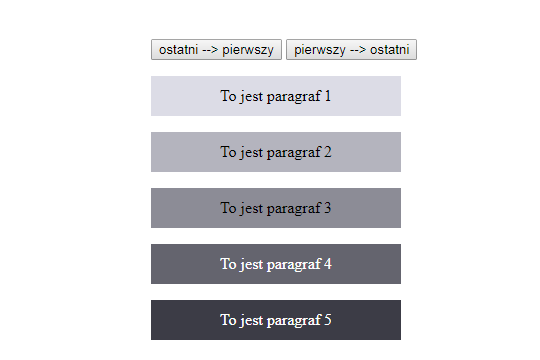 ostatni --> pierwszy pierwszy --> ostatni
To jest paragraf 1
To jest paragraf 2
To jest paragraf 3
To jest paragraf 4
To jest paragraf 5